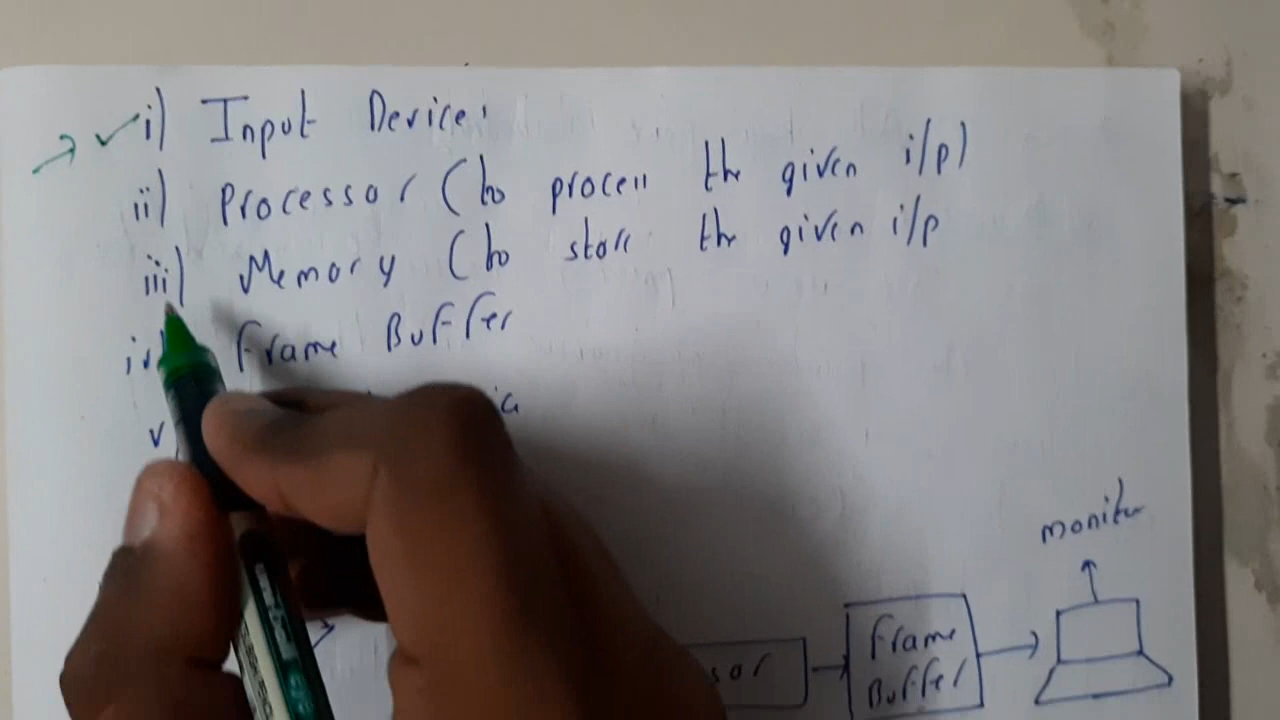 i) Input Device:
ii) Processor (to process the given i/p)
iii) Memory (to store the given i/p
iv) Frame Buffer
v
monitor
Frame
Buffer